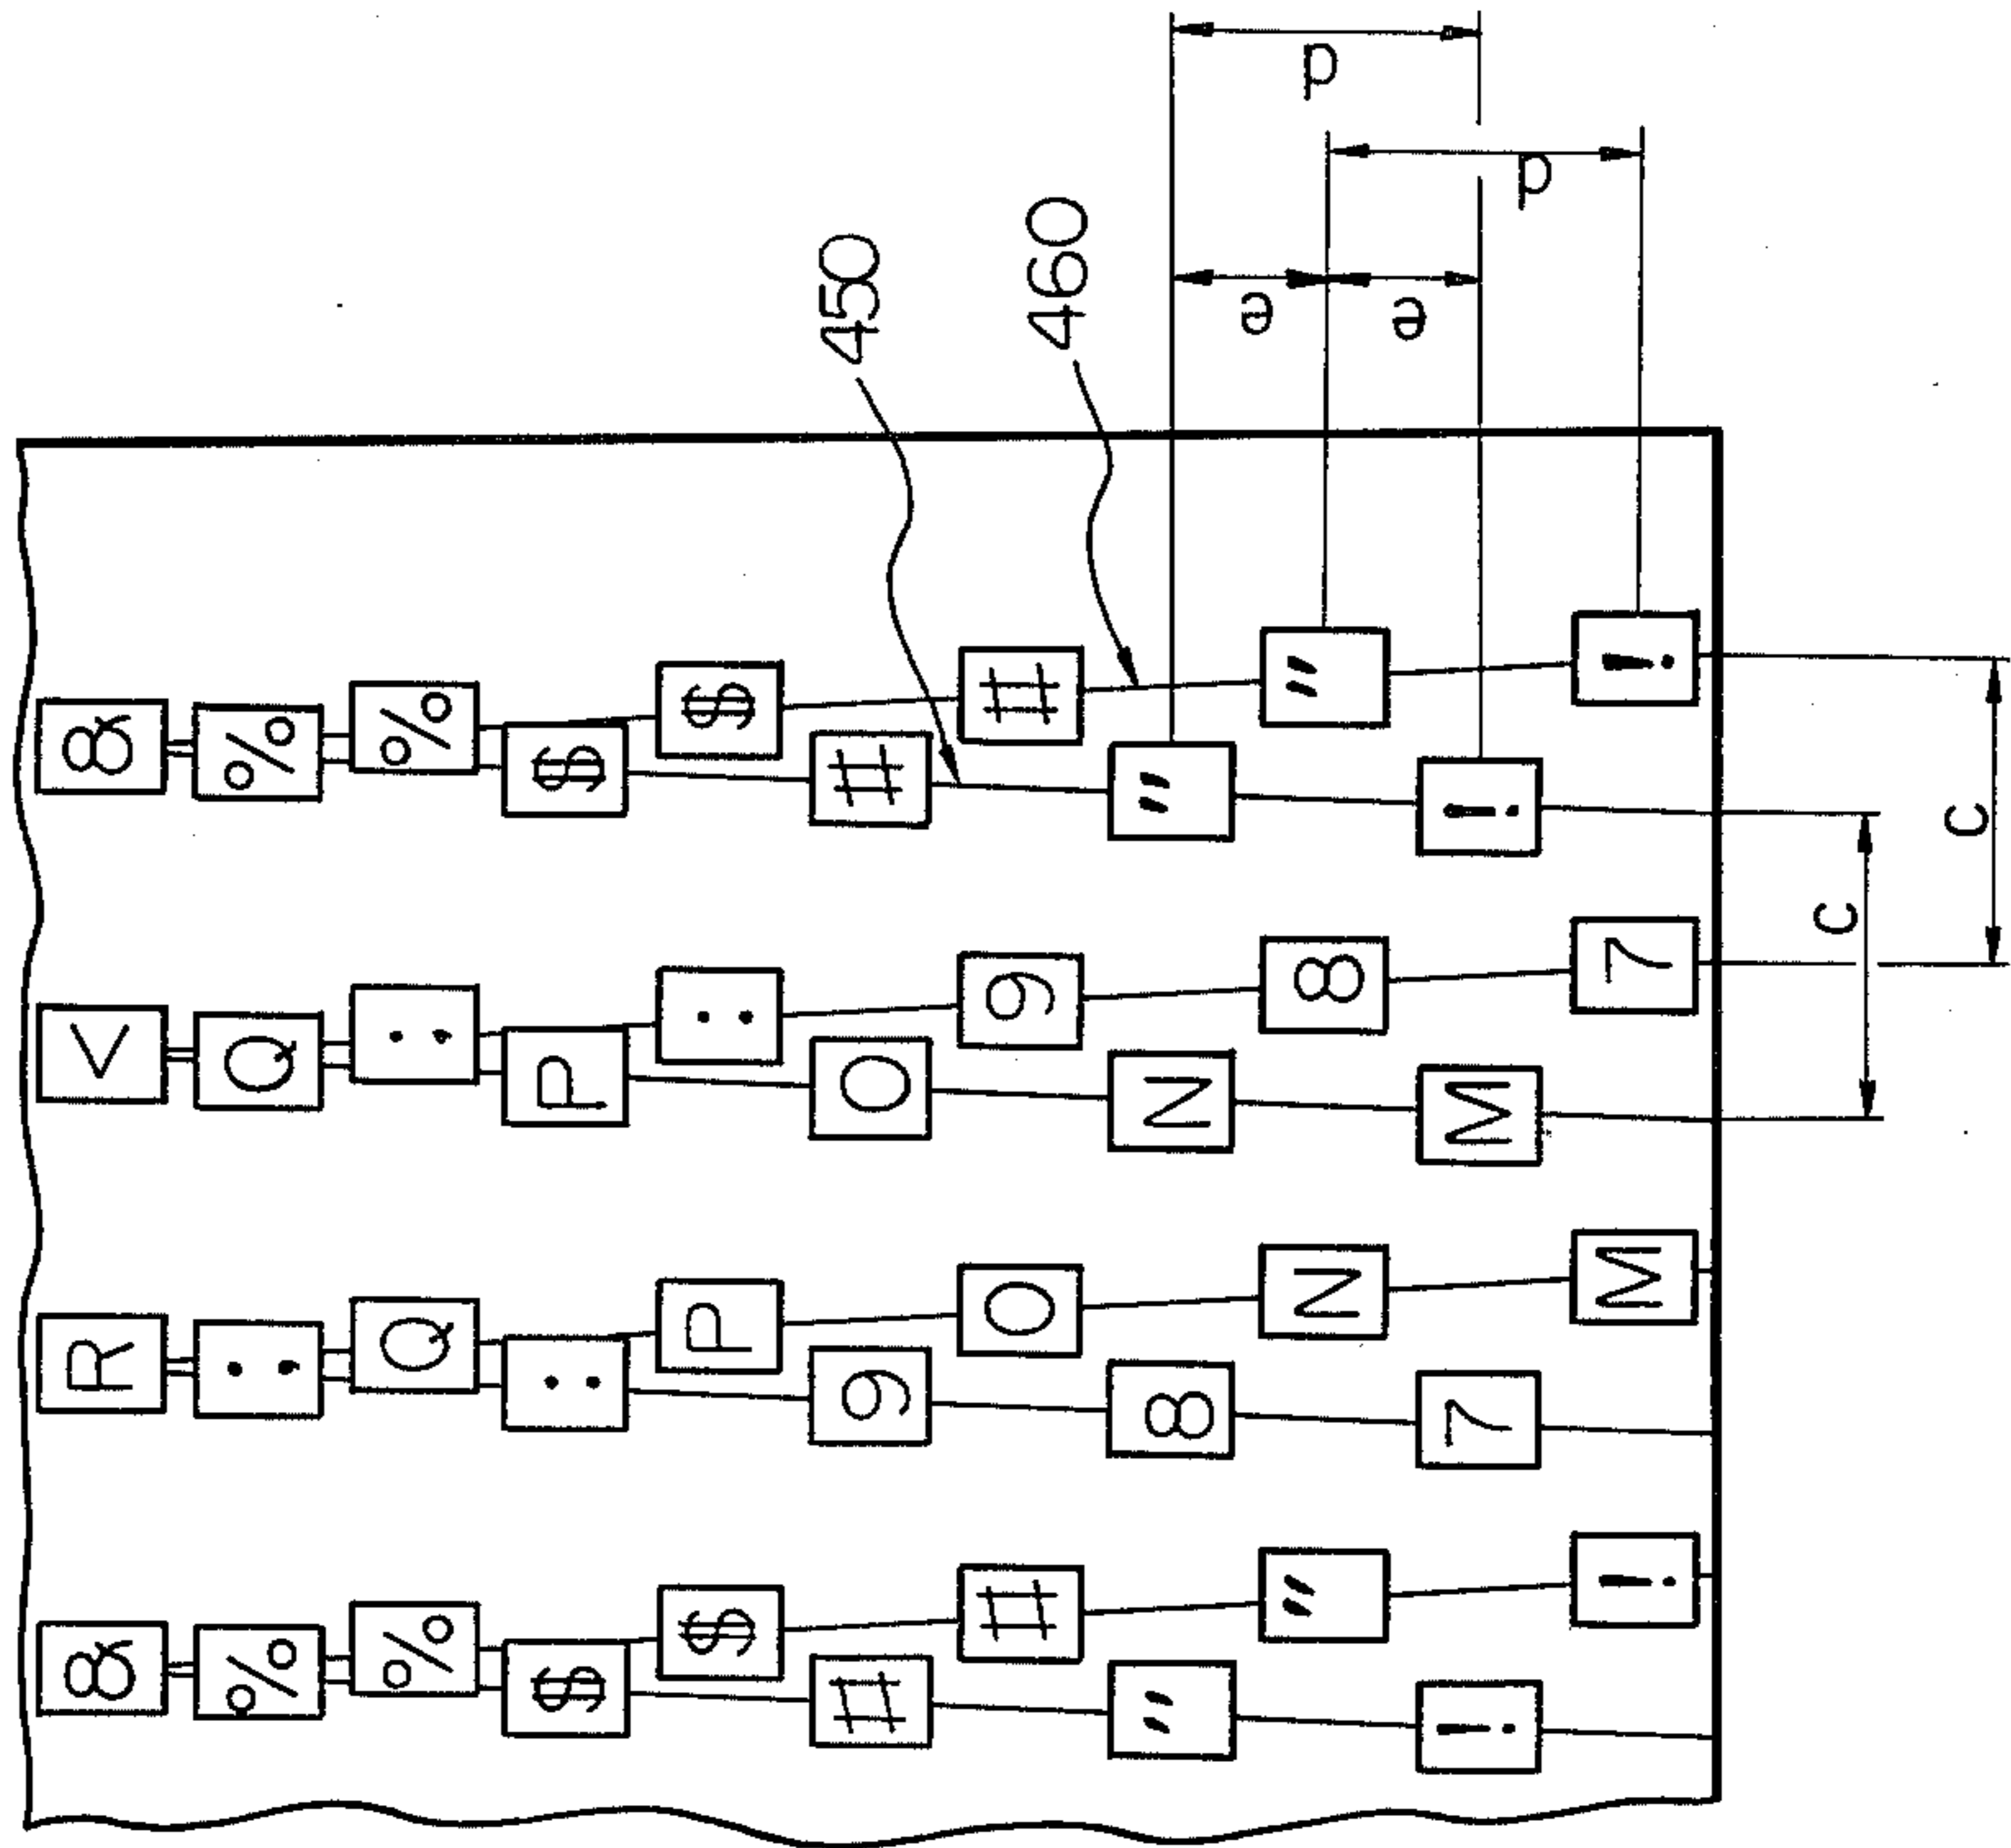 d
d
450
460
e
e
& % % $ $ # # " " ! !
C
C
< Q ; P : O 9 N 8 M 7
R ; Q : P 9 O 8 N 7 M
& % % $ $ # # " " ! !